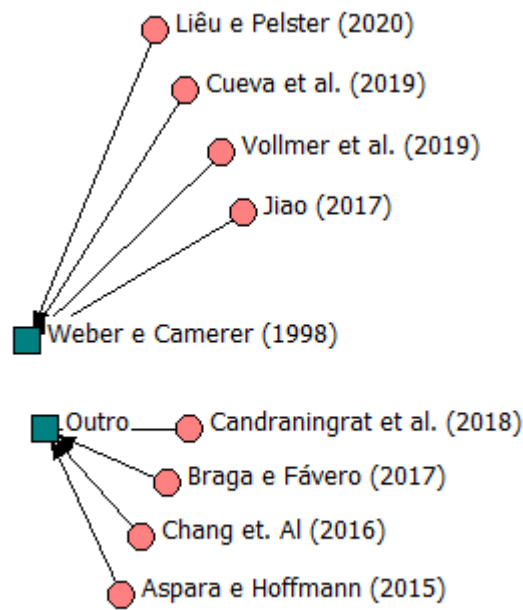 Liêu e Pelster (2020)
Cueva et al. (2019)
Vollmer et al. (2019)
Jiao (2017)
Weber e Camerer (1998)
Outro
Candraningrat et al. (2018)
Braga e Fávero (2017)
Chang et. Al (2016)
Aspara e Hoffmann (2015)